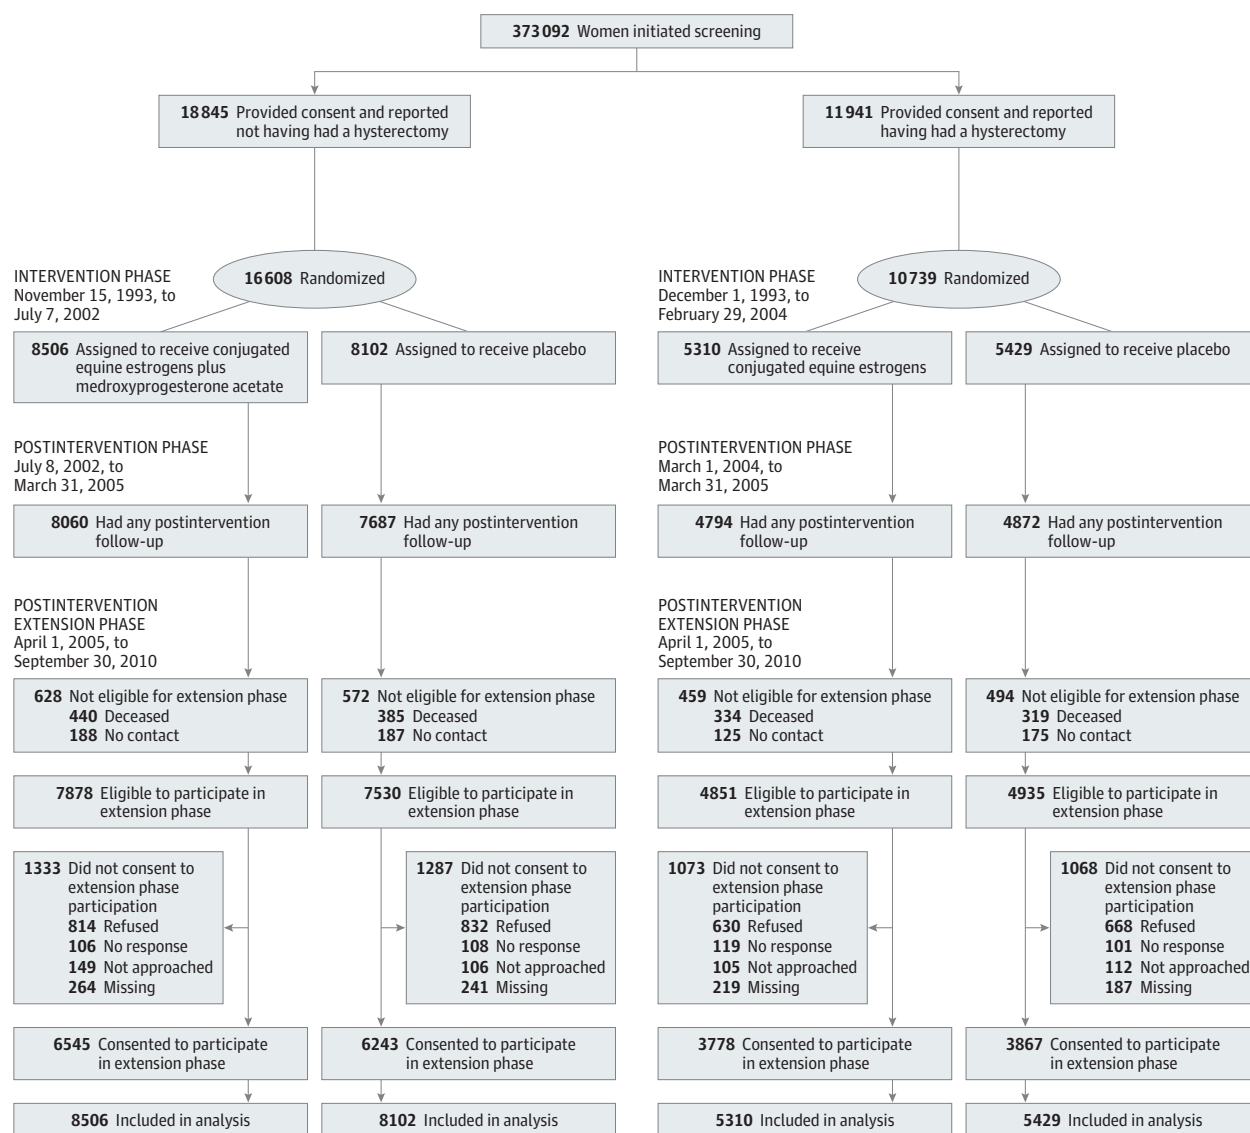 373 092 Women initiated screening
18 845 Provided consent and reported
not having had a hysterectomy
11 941 Provided consent and reported
having had a hysterectomy
INTERVENTION PHASE
November 15, 1993, to
July 7, 2002
16 608 Randomized
INTERVENTION PHASE
December 1, 1993, to
February 29, 2004
10 739 Randomized
8506 Assigned to receive conjugated
equine estrogens plus
medroxyprogesterone acetate
8102 Assigned to receive placebo
5310 Assigned to receive
conjugated equine estrogens
5429 Assigned to receive placebo
POSTINTERVENTION PHASE
July 8, 2002, to
March 31, 2005
POSTINTERVENTION PHASE
March 1, 2004, to
March 31, 2005
8060 Had any postintervention
follow-up
7687 Had any postintervention
follow-up
4794 Had any postintervention
follow-up
4872 Had any postintervention
follow-up
POSTINTERVENTION
EXTENSION PHASE
April 1, 2005, to
September 30, 2010
POSTINTERVENTION
EXTENSION PHASE
April 1, 2005, to
September 30, 2010
628 Not eligible for extension phase
440 Deceased
188 No contact
572 Not eligible for extension phase
385 Deceased
187 No contact
459 Not eligible for extension phase
334 Deceased
125 No contact
494 Not eligible for extension phase
319 Deceased
175 No contact
7878 Eligible to participate in
extension phase
7530 Eligible to participate in
extension phase
4851 Eligible to participate in
extension phase
4935 Eligible to participate in
extension phase
1333 Did not consent to
extension phase
participation
814 Refused
106 No response
149 Not approached
264 Missing
1287 Did not consent to
extension phase
participation
832 Refused
108 No response
106 Not approached
241 Missing
1073 Did not consent to
extension phase
participation
630 Refused
119 No response
105 Not approached
219 Missing
1068 Did not consent to
extension phase
participation
668 Refused
101 No response
112 Not approached
187 Missing
6545 Consented to participate
in extension phase
6243 Consented to participate
in extension phase
3778 Consented to participate
in extension phase
3867 Consented to participate
in extension phase
8506 Included in analysis
8102 Included in analysis
5310 Included in analysis
5429 Included in analysis